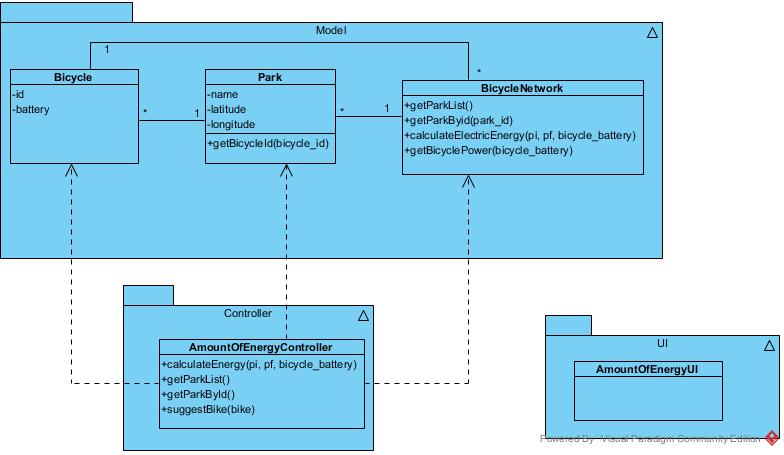 Model
1
*
Bicycle
-id
-battery
*
1
Park
-name
-latitude
-longitude
+getBicycleId(bicycle_id)
*
1
BicycleNetwork
+getParkList()
+getParkByid(park_id)
+calculateElectricEnergy(pi, pf, bicycle_battery)
+getBicyclePower(bicycle_battery)
Controller
AmountOfEnergyController
+calculateEnergy(pi, pf, bicycle_battery)
+getParkList()
+getParkById()
+suggestBike(bike)
UI
AmountOfEnergyUI
Powered By Visual Paradigm Community Edition